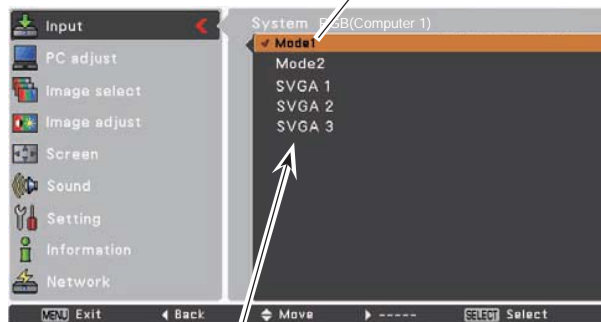 Input
System RGB(Computer 1)
Mode1
PC adjust
Mode2
Image select
SVGA 1
SVGA 2
Image adjust
SVGA 3
Screen
Sound
Setting
Information
Network
MENU Exit
Back
Move
-----
SELECT Select